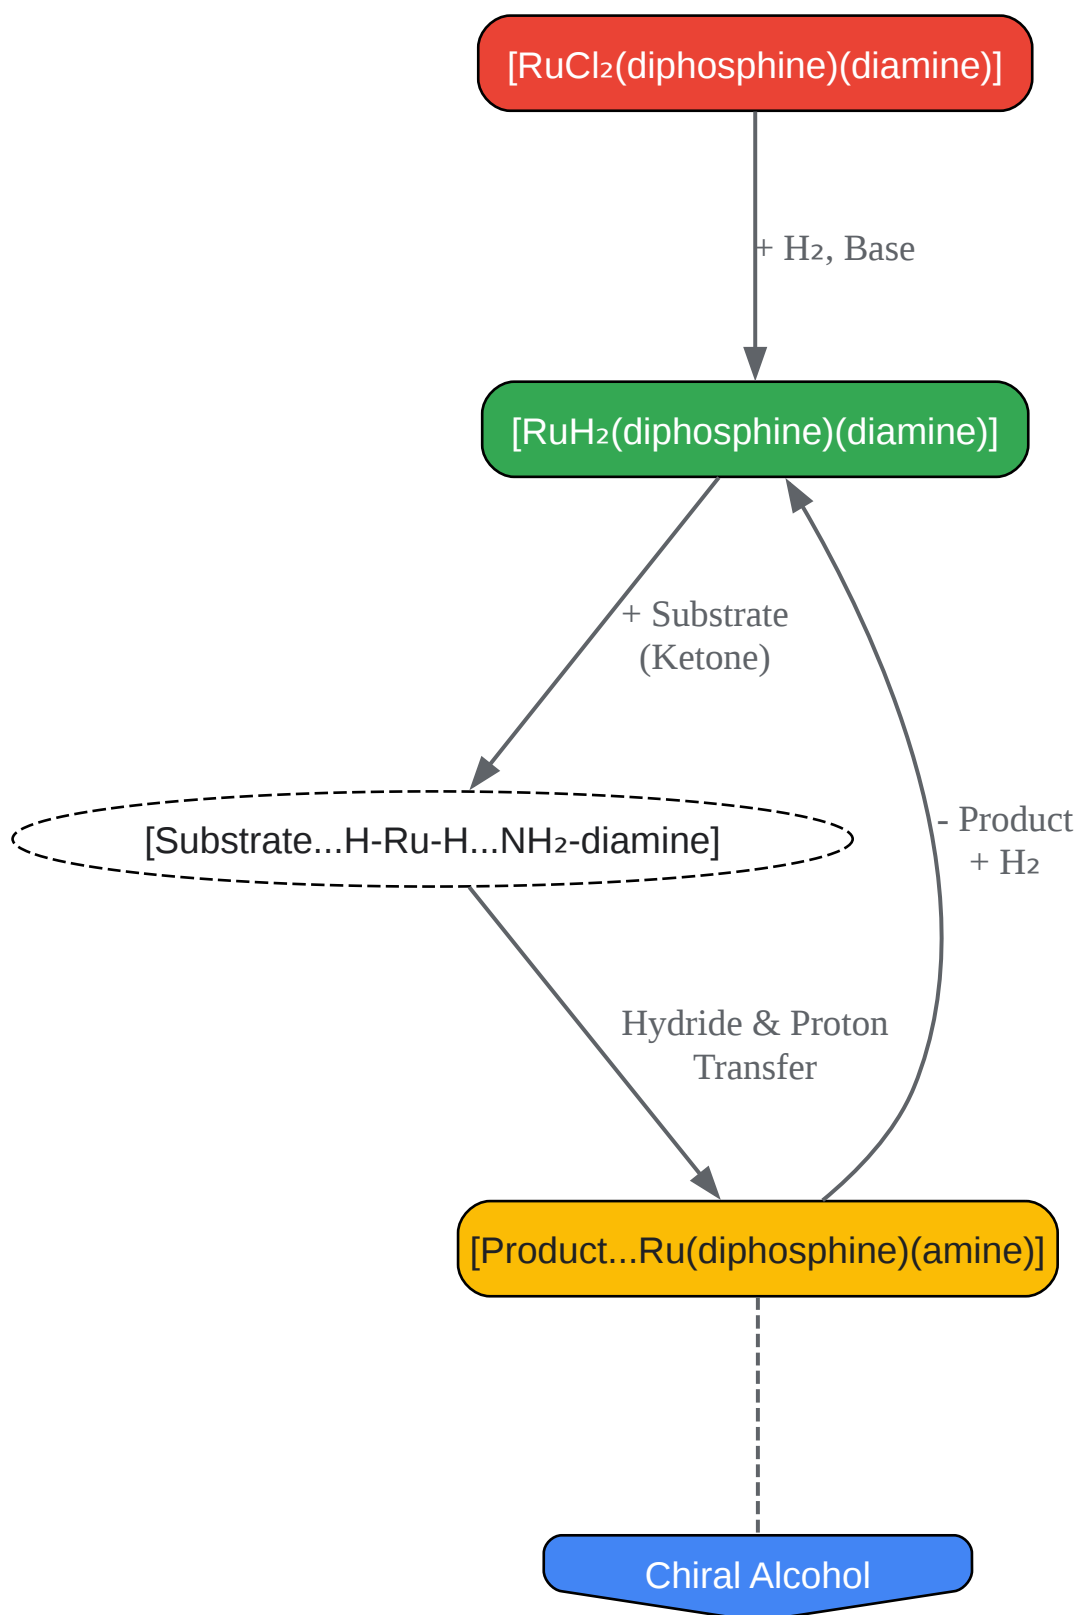 [RuCl₂(diphosphine)(diamine)]
+ H₂, Base
[RuH₂(diphosphine)(diamine)]
+ Substrate
(Ketone)
[Substrate...H-Ru-H...NH₂-diamine]
- Product
+ H₂
Hydride & Proton
Transfer
[Product...Ru(diphosphine)(amine)]
Chiral Alcohol